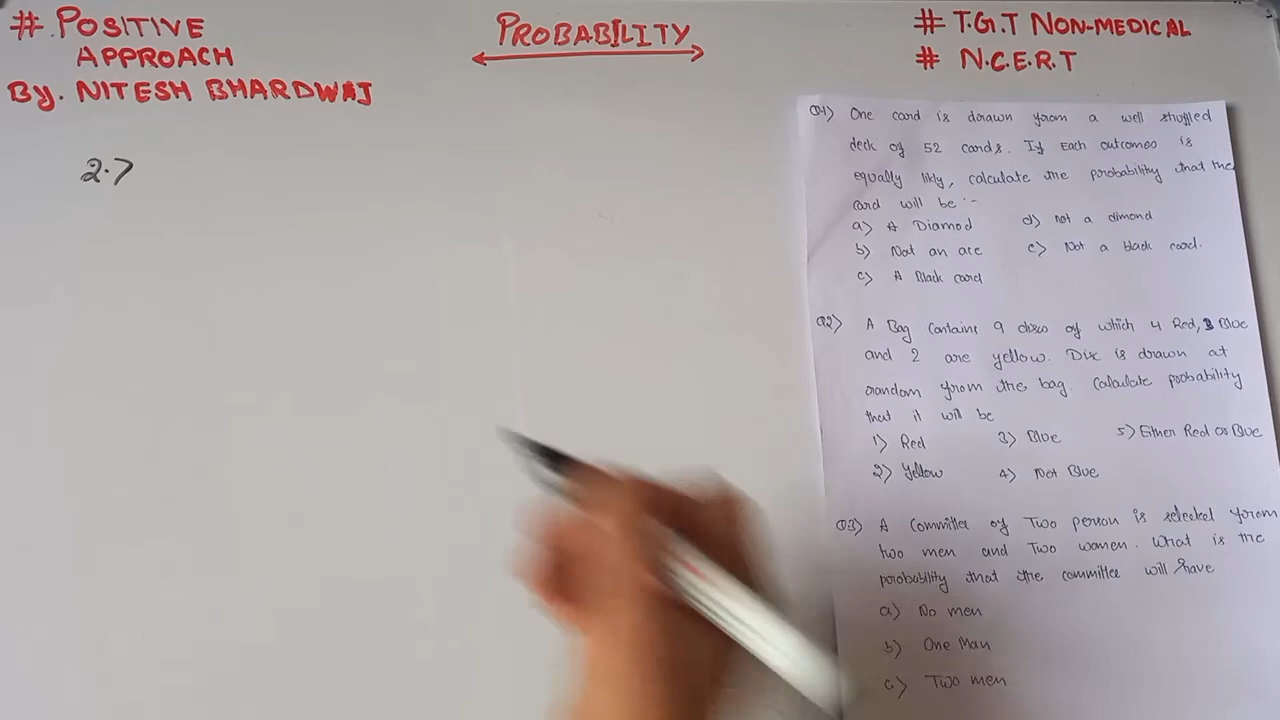 # POSITIVE
APPROACH
By. NITESH BHARDWAJ
PROBABILITY
# T.G.T NON-MEDICAL
# N.C.E.R.T
2.7
Q1) One card is drawn from a well shuffled
deck of 52 cards. If Each outcomes is
equally likly, calculate the probability that the
card will be :-
a) A Diamod
d) not a dimond
b) Not an ace
e) Not a black card.
c) A Black card
Q2) A Bag Contains 9 discs of which 4 Red, 3 Blue
and 2 are yellow. Disc is drawn at
random from the bag. Calculate probability
that it will be
1) Red
3) Blue
5) Either Red or Blue
2) Yellow
4) Not Blue
Q3) A Committee of Two person is selected from
two men and Two women. What is the
probability that the committee will have
a) No men
b) One Man
c) Two men